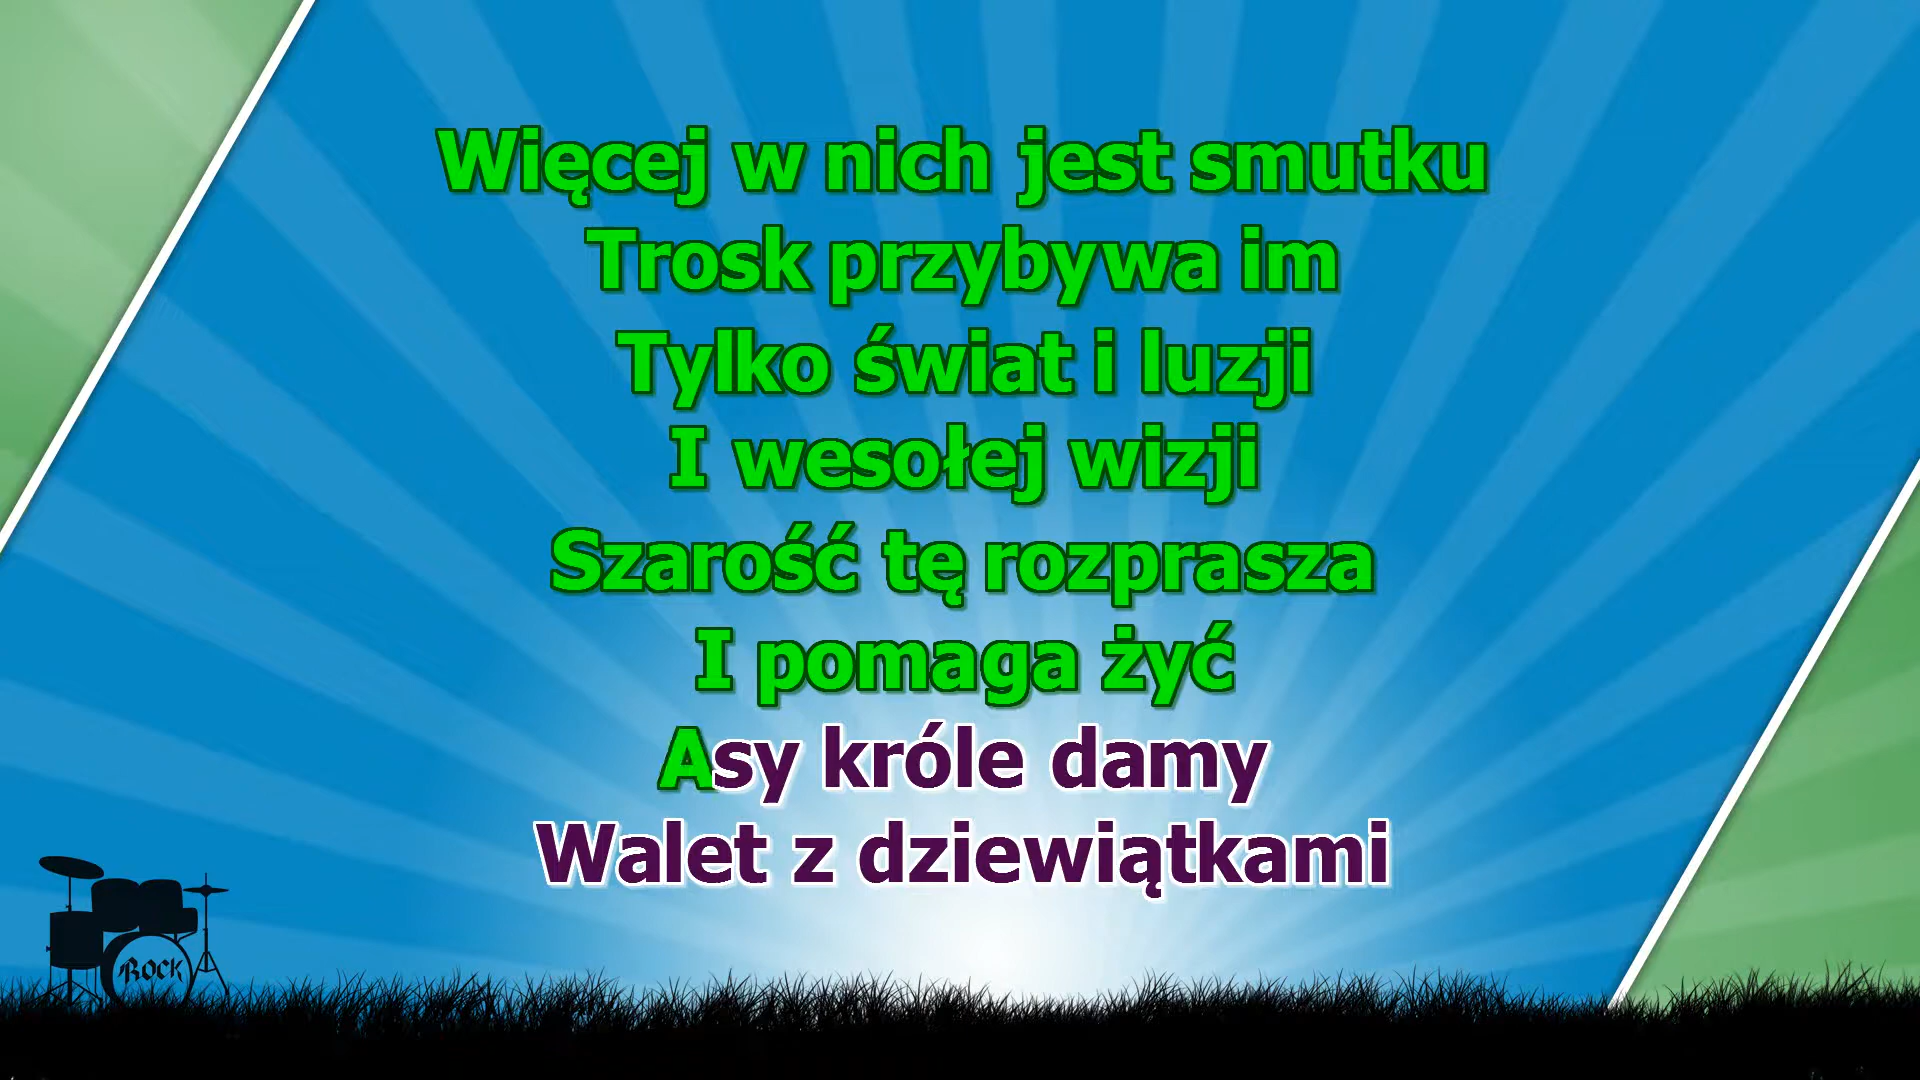 Więcej w nich jest smutku
Trosk przybywa im
Tylko świat i luzji
I wesołej wizji
Szarość tę rozprasza
I pomaga żyć
Asy króle damy
Walet z dziewiątkami
ROCK